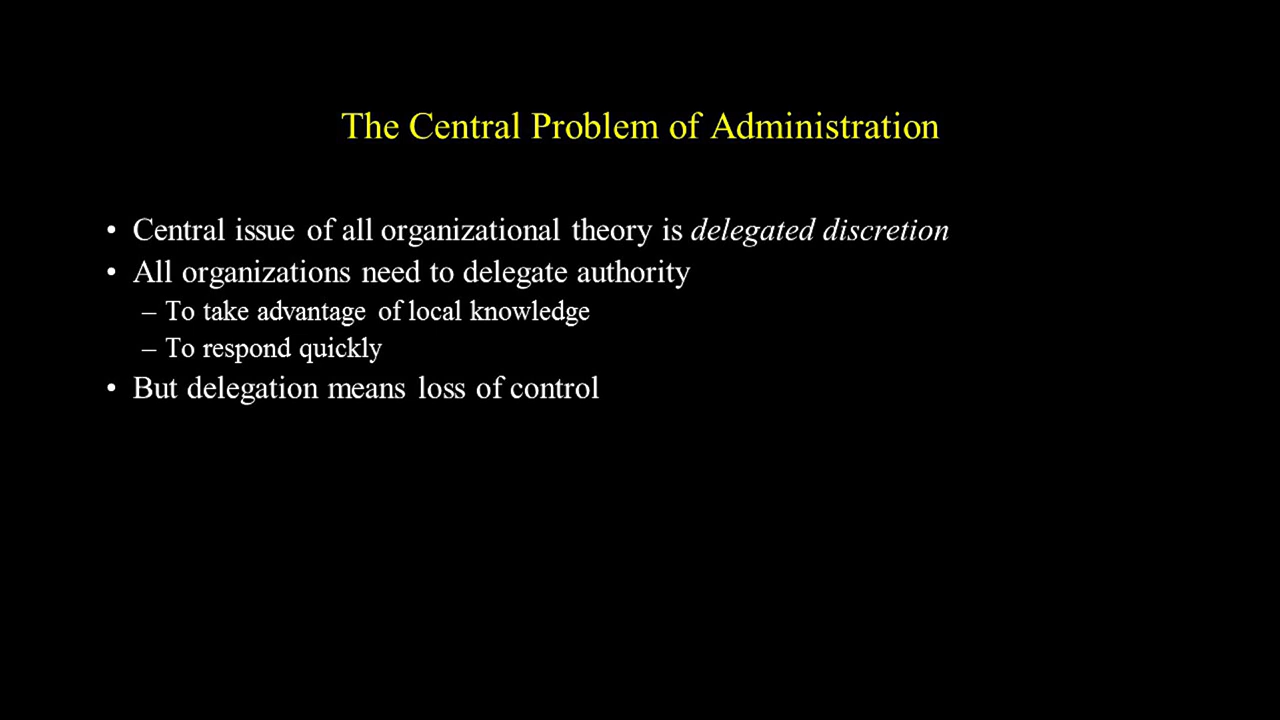 The Central Problem of Administration
• Central issue of all organizational theory is delegated discretion
• All organizations need to delegate authority
– To take advantage of local knowledge
– To respond quickly
• But delegation means loss of control